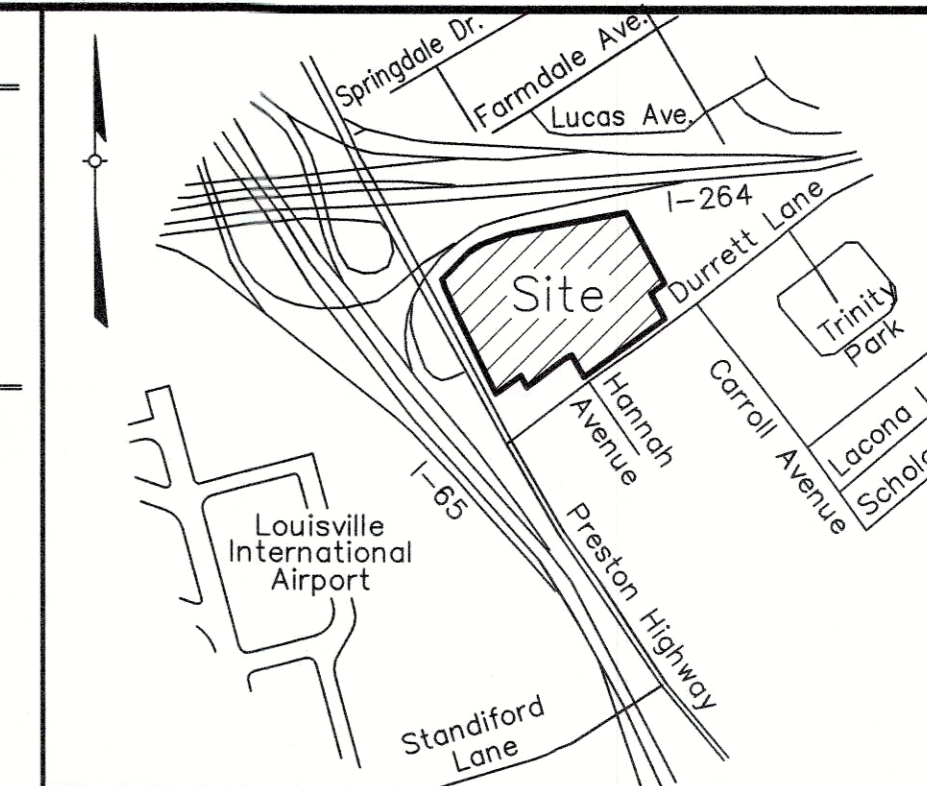 Springdale Dr.
Farmdale Ave.
Lucas Ave.
I-264
Durrett Lane
Site
Trinity
Park
Hannah
Avenue
Carroll Avenue
Lacona
I-65
Louisville
International
Airport
Preston Highway
Standiford
Lane